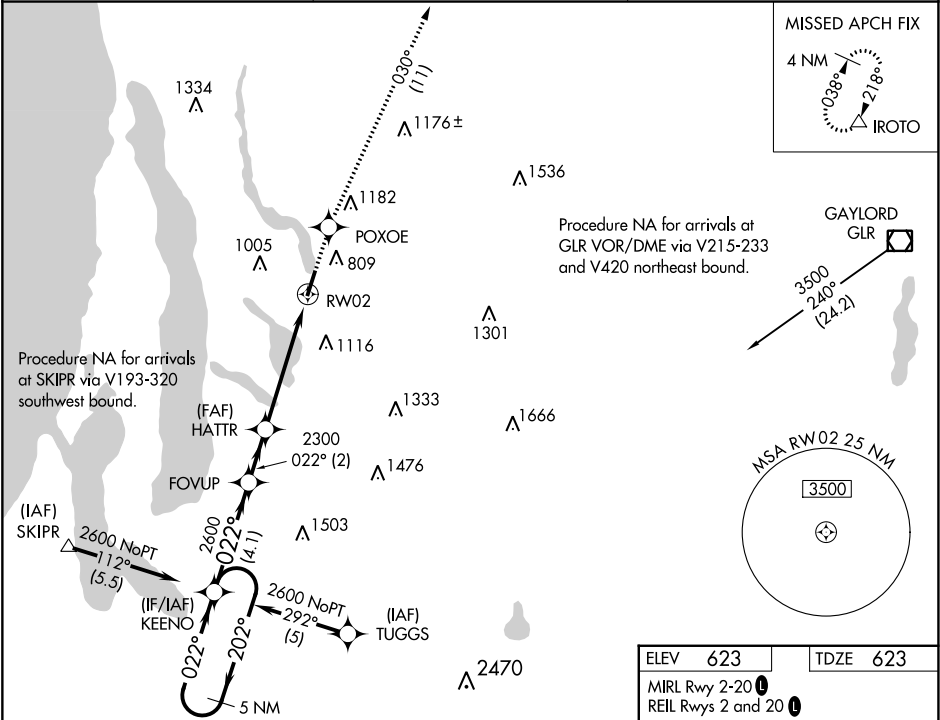 MISSED APCH FIX
4 NM
038°
218°
IROTO
030°
(11)
1334
1176 ±
1536
1182
POXOE
1005
809
RW02
Procedure NA for arrivals at
GLR VOR/DME via V215-233
and V420 northeast bound.
GAYLORD
GLR
3500
240°
(24.2)
1301
1116
Procedure NA for arrivals
at SKIPR via V193-320
southwest bound.
(FAF)
HATTR
1333
1666
2300
022° (2)
1476
FOVUP
MSA RW02 25 NM
3500
(IAF)
SKIPR
2600 NoPT
112°
(5.5)
2600
022°
(4.1)
1503
(IF/IAF)
KEENO
2600 NoPT
292°
(5)
(IAF)
TUGGS
022°
202°
5 NM
2470
ELEV 623
TDZE 623
MIRL Rwy 2-20 L
REIL Rwys 2 and 20 L